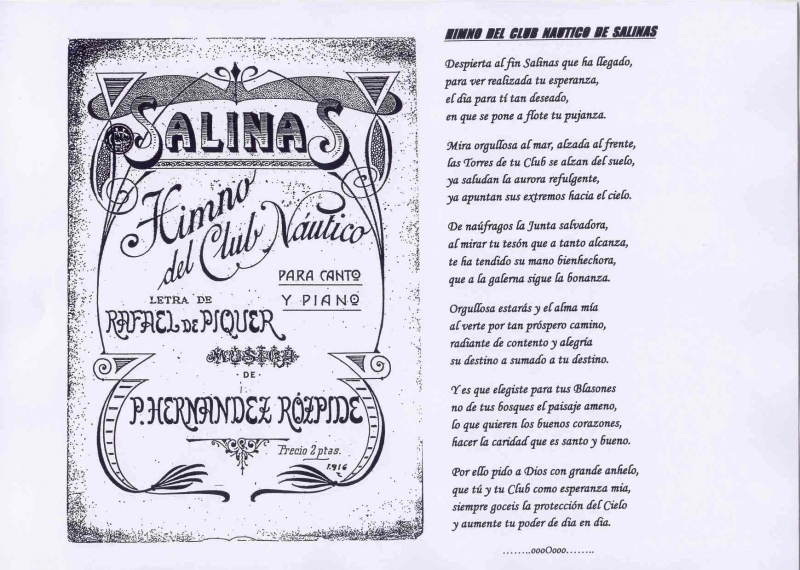 SALINAS
Himno
del Club Náutico
PARA CANTO
Y PIANO
LETRA DE
RAFAEL DE PIQUER
MÚSICA
DE
P. HERNANDEZ RÓZPIDE
Precio 2 ptas.
1.916
HIMNO DEL CLUB NAUTICO DE SALINAS
Despierta al fin Salinas que ha llegado,
para ver realizada tu esperanza,
el dia para tí tan deseado,
en que se pone a flote tu pujanza.
Mira orgullosa al mar, alzada al frente,
las Torres de tu Club se alzan del suelo,
ya saludan la aurora refulgente,
ya apuntan sus extremos hacia el cielo.
De naúfragos la Junta salvadora,
al mirar tu tesón que a tanto alcanza,
te ha tendido su mano bienhechora,
que a la galerna sigue la bonanza.
Orgullosa estarás y el alma mía
al verte por tan próspero camino,
radiante de contento y alegría
su destino a sumado a tu destino.
Y es que elegiste para tus Blasones
no de tus bosques el paisaje ameno,
lo que quieren los buenos corazones,
hacer la caridad que es santo y bueno.
Por ello pido a Dios con grande anhelo,
que tú y tu Club como esperanza mia,
siempre goceis la protección del Cielo
y aumente tu poder de dia en dia.
……..oooOooo……..